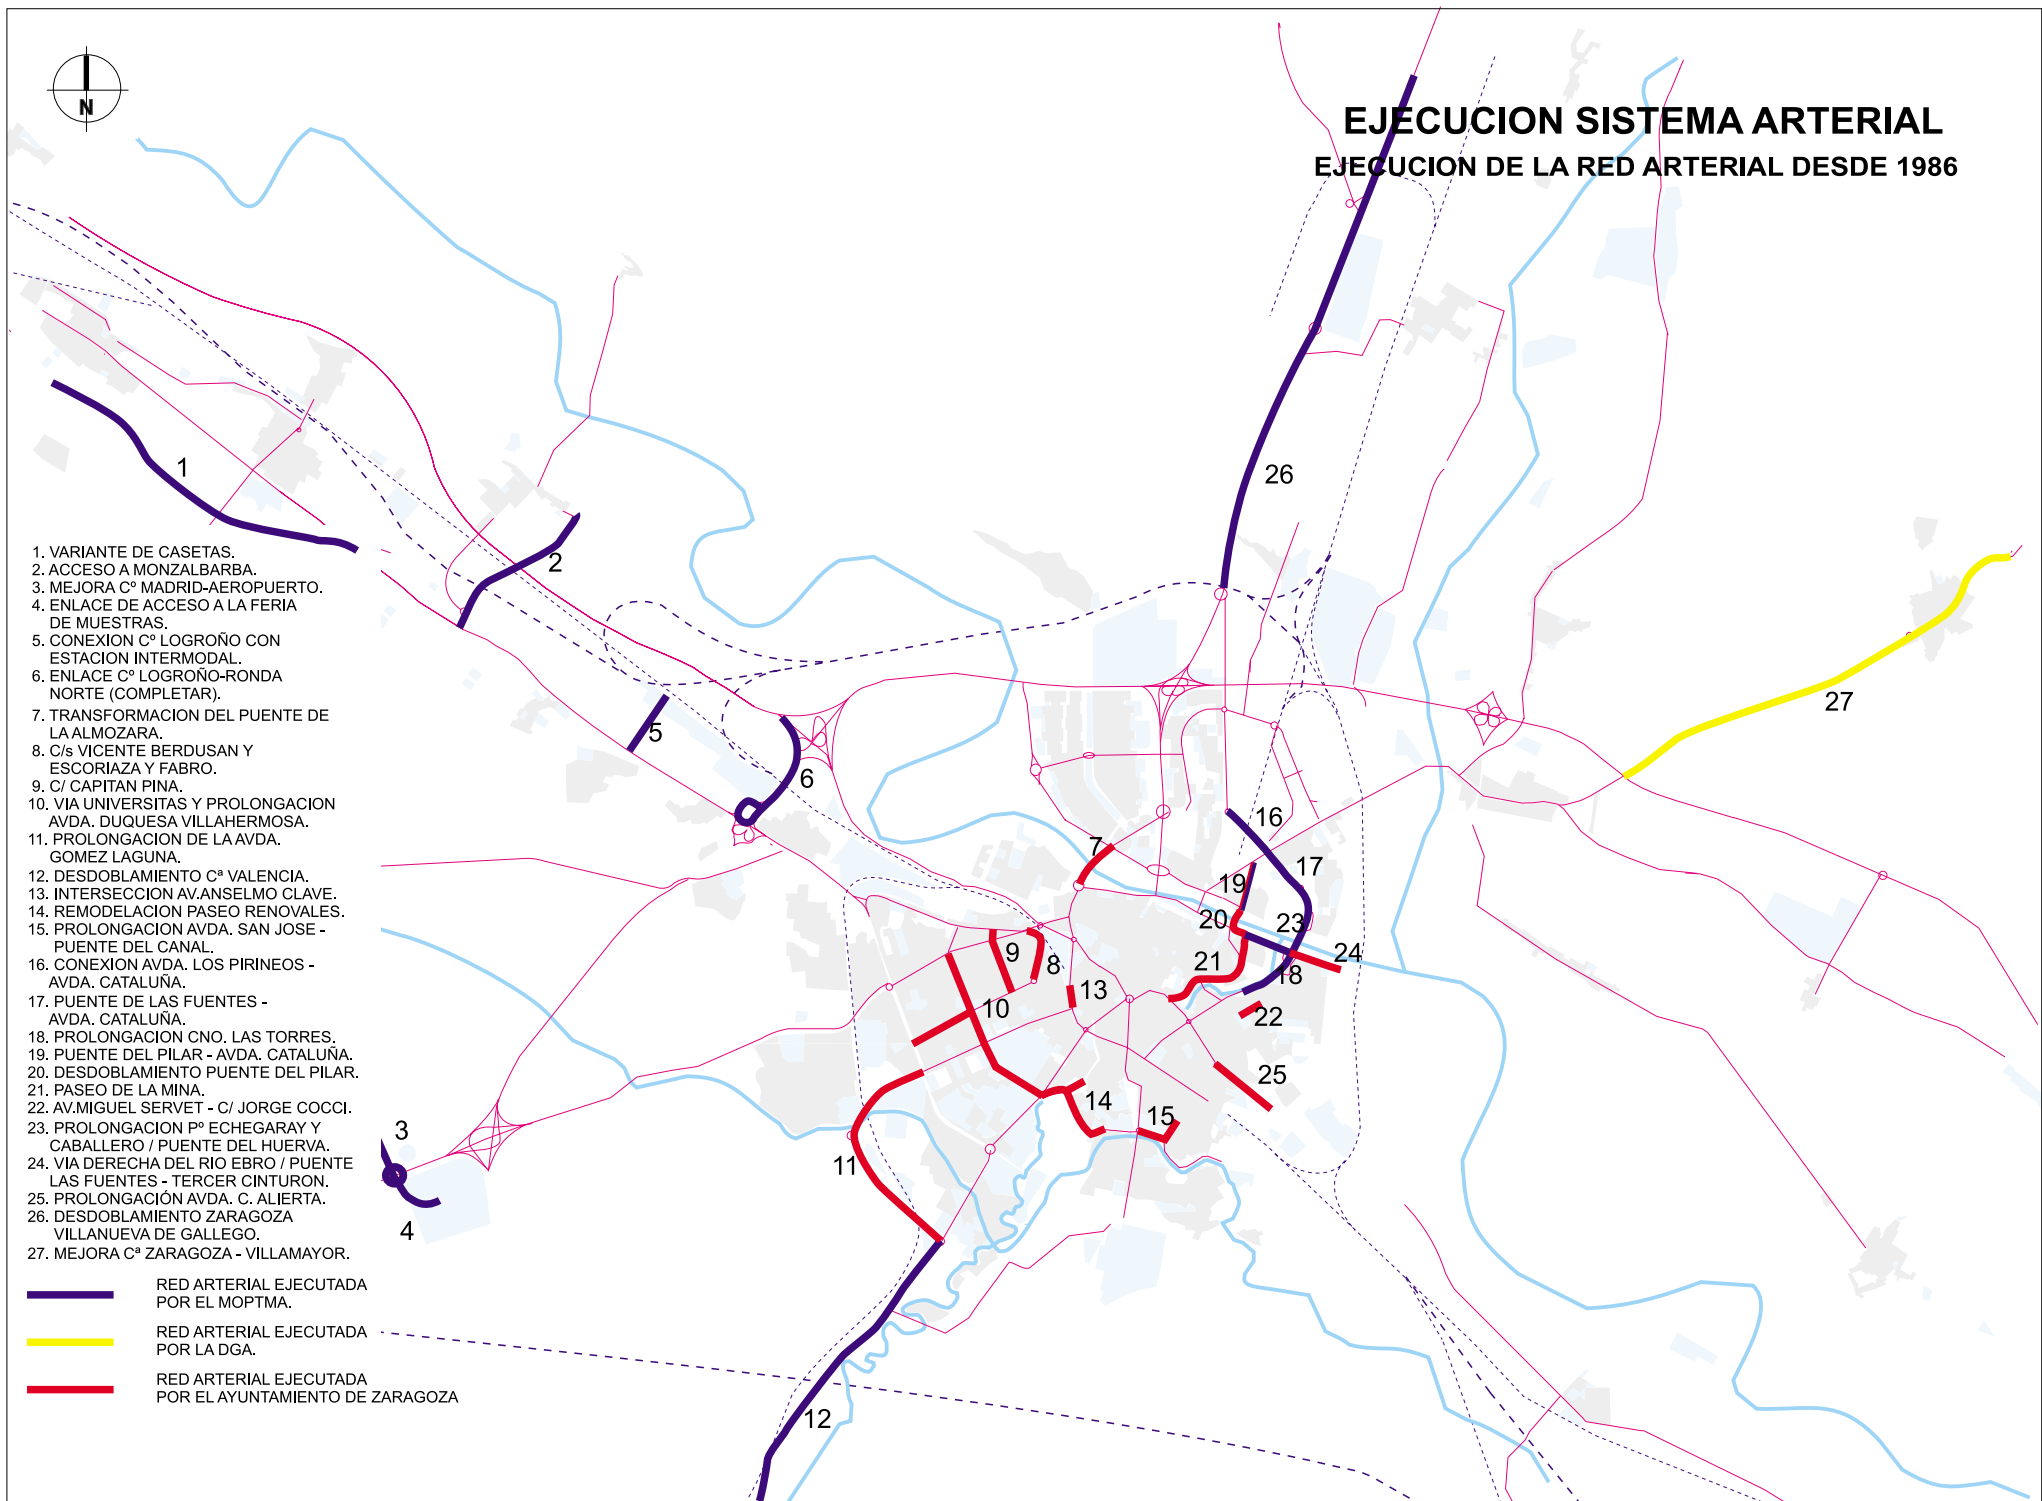 N
EJECUCION SISTEMA ARTERIAL
EJECUCION DE LA RED ARTERIAL DESDE 1986
1. VARIANTE DE CASETAS.
2. ACCESO A MONZALBARBA.
3. MEJORA Cº MADRID-AEROPUERTO.
4. ENLACE DE ACCESO A LA FERIA
DE MUESTRAS.
5. CONEXION Cº LOGROÑO CON
ESTACION INTERMODAL.
6. ENLACE Cº LOGROÑO-RONDA
NORTE (COMPLETAR).
7. TRANSFORMACION DEL PUENTE DE
LA ALMOZARA.
8. C/s VICENTE BERDUSAN Y
ESCORIAZA Y FABRO.
9. C/ CAPITAN PINA.
10. VIA UNIVERSITAS Y PROLONGACION
AVDA. DUQUESA VILLAHERMOSA.
11. PROLONGACION DE LA AVDA.
GOMEZ LAGUNA.
12. DESDOBLAMIENTO Cª VALENCIA.
13. INTERSECCION AV.ANSELMO CLAVE.
14. REMODELACION PASEO RENOVALES.
15. PROLONGACION AVDA. SAN JOSE -
PUENTE DEL CANAL.
16. CONEXION AVDA. LOS PIRINEOS -
AVDA. CATALUÑA.
17. PUENTE DE LAS FUENTES -
AVDA. CATALUÑA.
18. PROLONGACION CNO. LAS TORRES.
19. PUENTE DEL PILAR - AVDA. CATALUÑA.
20. DESDOBLAMIENTO PUENTE DEL PILAR.
21. PASEO DE LA MINA.
22. AV.MIGUEL SERVET - C/ JORGE COCCI.
23. PROLONGACION Pº ECHEGARAY Y
CABALLERO / PUENTE DEL HUERVA.
24. VIA DERECHA DEL RIO EBRO / PUENTE
LAS FUENTES - TERCER CINTURON.
25. PROLONGACIÓN AVDA. C. ALIERTA.
26. DESDOBLAMIENTO ZARAGOZA
VILLANUEVA DE GALLEGO.
27. MEJORA Cª ZARAGOZA - VILLAMAYOR.
RED ARTERIAL EJECUTADA
POR EL MOPTMA.
RED ARTERIAL EJECUTADA
POR LA DGA.
RED ARTERIAL EJECUTADA
POR EL AYUNTAMIENTO DE ZARAGOZA
1
26
2
27
5
6
16
7
17
19
20
23
9
8
21
24
18
13
10
22
25
14
15
3
11
4
12